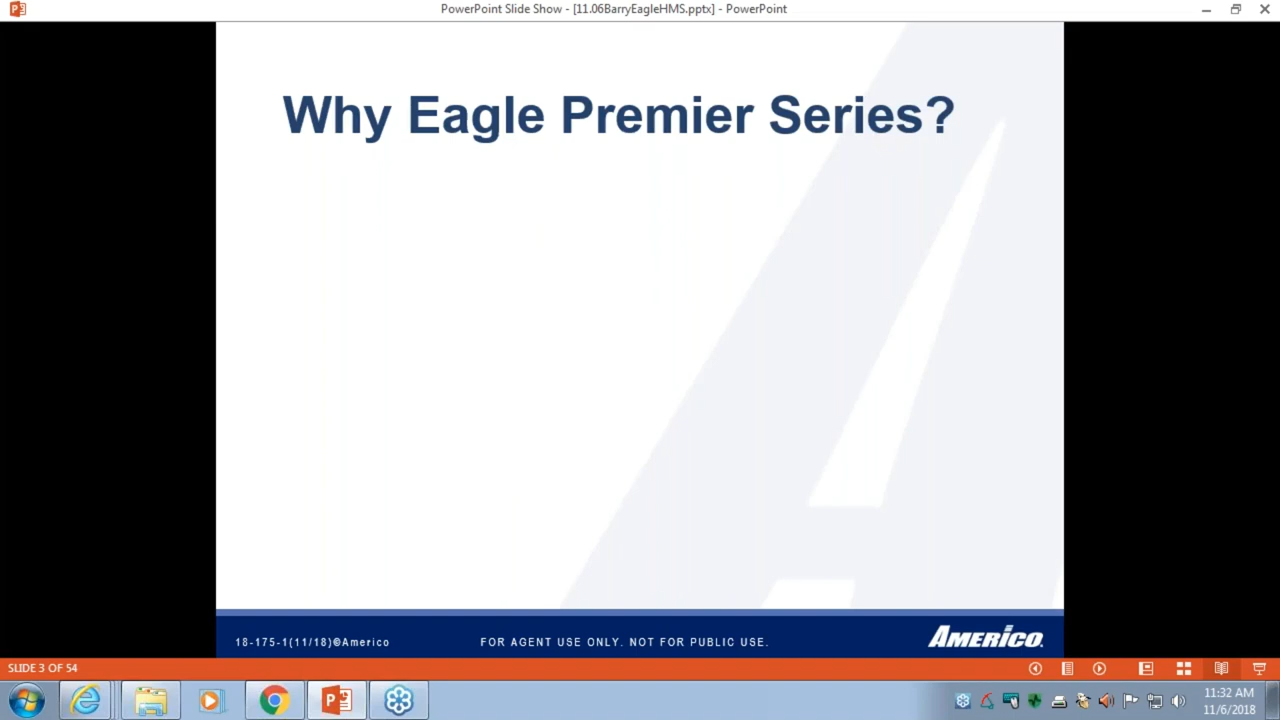 PowerPoint Slide Show - [11.06BarryEagleHMS.pptx] - PowerPoint
Why Eagle Premier Series?
18-175-1(11/18)©Americo
FOR AGENT USE ONLY. NOT FOR PUBLIC USE.
AMERICO.
SLIDE 3 OF 54
11:32 AM
11/6/2018